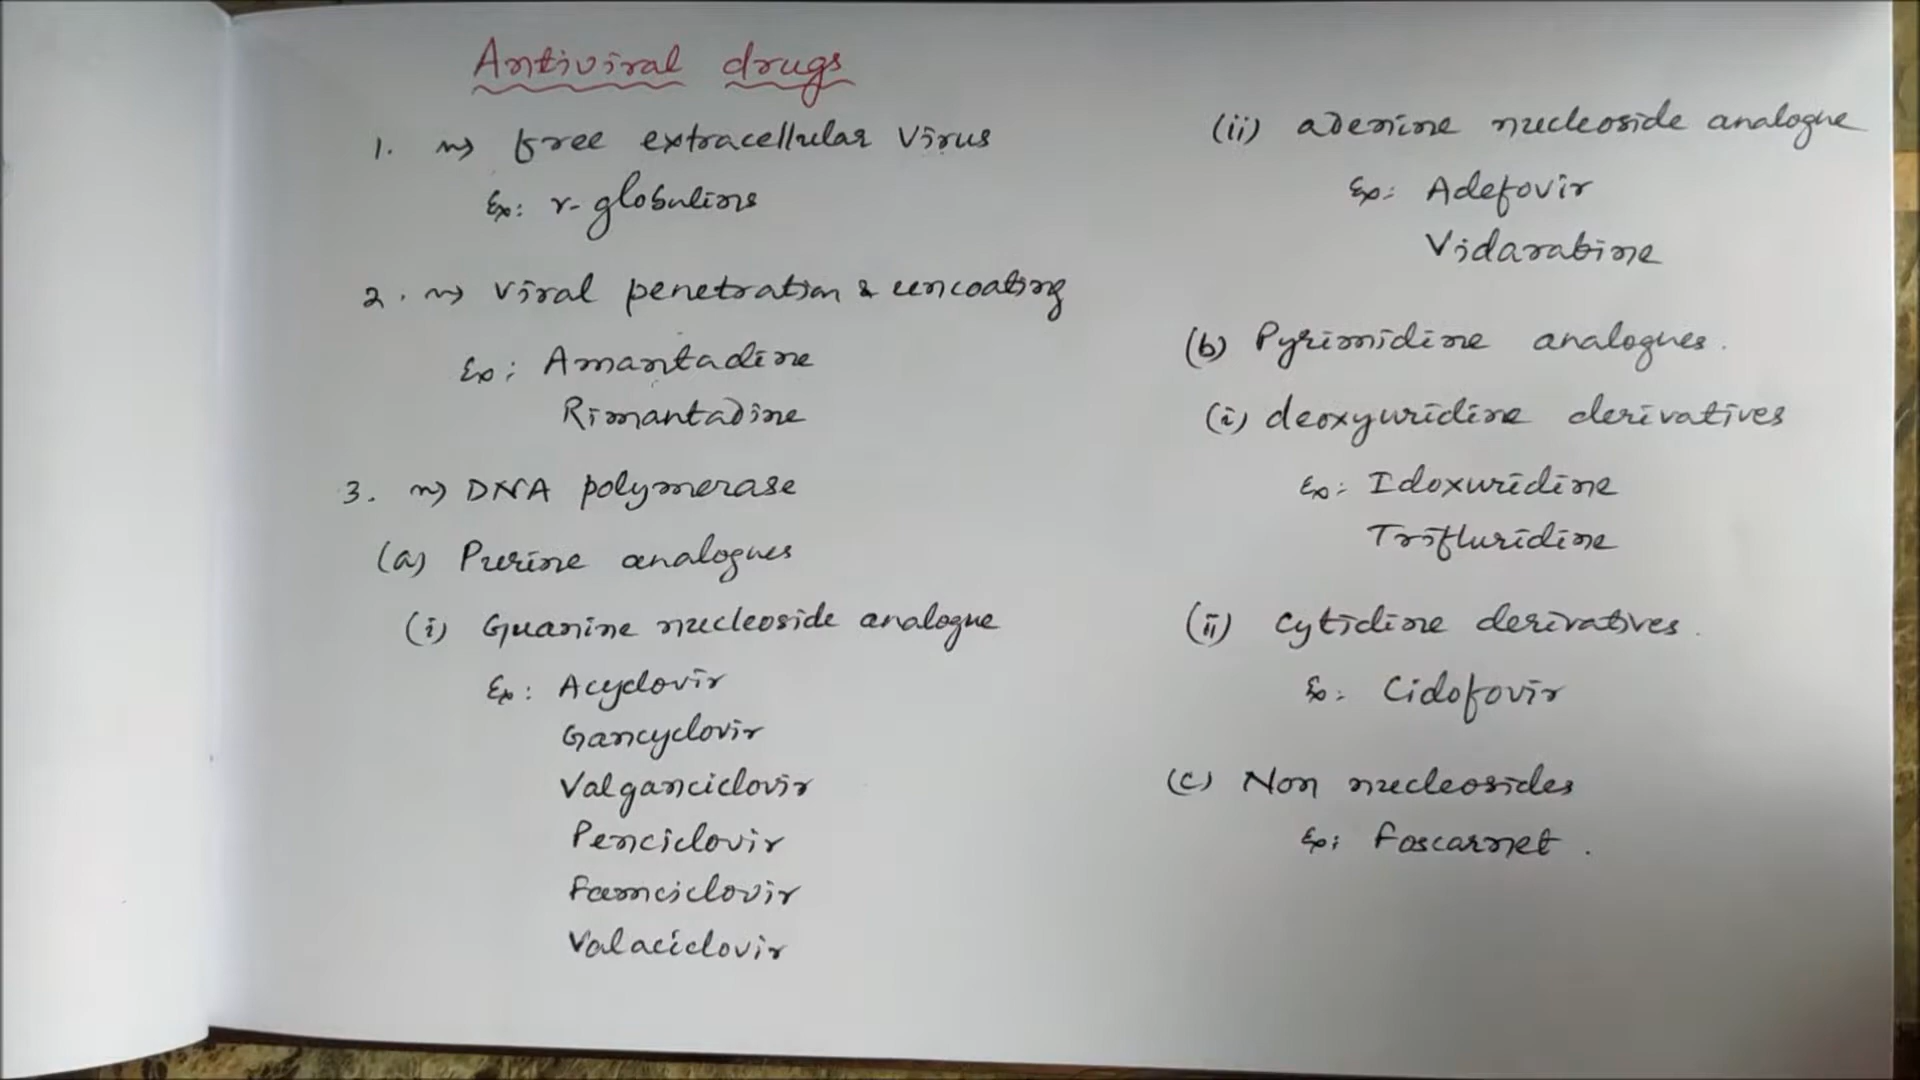 Antiviral drugs
1. ~> free extracellular virus
Ex: r-globulins
2. ~> viral penetration & uncoating
Ex: Amantadine
Rimantadine
3. ~> DNA polymerase
(a) Purine analogues
(i) Guanine nucleoside analogue
Ex: Acyclovir
Gancyclovir
Valganciclovir
Penciclovir
Famciclovir
Valaciclovir
(ii) adenine nucleoside analogue
Ex: Adefovir
Vidarabine
(b) Pyrimidine analogues.
(i) deoxyuridine derivatives
Ex: Idoxuridine
Trifluridine
(ii) Cytidine derivatives.
Ex: Cidofovir
(c) Non nucleosides
Ex: Foscarnet.